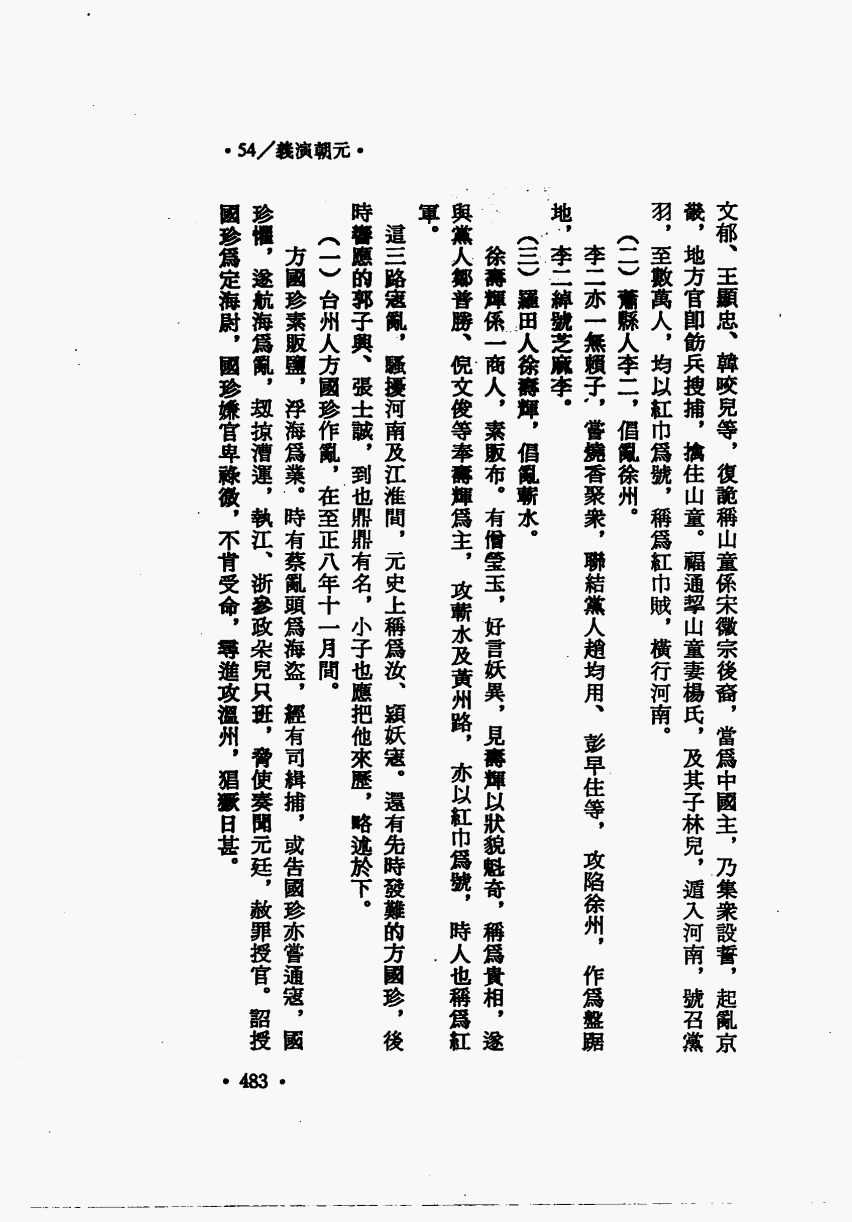 •54／義演朝元•
文郁、王顯忠、韓咬兒等，復詭稱山童係宋徽宗後裔，當爲中國主，乃集衆設誓，起亂京
畿，地方官卽飭兵搜捕，擒住山童。福通挈山童妻楊氏，及其子林兒，遁入河南，號召黨
羽，至數萬人，均以紅巾爲號，稱爲紅巾賊，橫行河南。
（二）蕭縣人李二，倡亂徐州。
李二亦一無賴子，嘗燒香聚衆，聯結黨人趙均用、彭早住等，攻陷徐州，作爲盤踞
地，李二綽號芝麻李。
（三）羅田人徐壽輝，倡亂蘄水。
徐壽輝係一商人，素販布。有僧瑩玉，好言妖異，見壽輝以狀貌魁奇，稱爲貴相，遂
與黨人鄒普勝、倪文俊等奉壽輝爲主，攻蘄水及黃州路，亦以紅巾爲號，時人也稱爲紅
軍。
這三路寇亂，騷擾河南及江淮間，元史上稱爲汝、潁妖寇。還有先時發難的方國珍，後
時響應的郭子興、張士誠，到也鼎鼎有名，小子也應把他來歷，略述於下。
（一）台州人方國珍作亂，在至正八年十一月間。
方國珍素販鹽，浮海爲業。時有蔡亂頭爲海盜，經有司緝捕，或告國珍亦嘗通寇，國
珍懼，遂航海爲亂，刼掠漕運，執江、浙參政朵兒只班，脅使奏聞元廷，赦罪授官。詔授
國珍爲定海尉，國珍嫌官卑祿微，不肯受命，尋進攻溫州，猖獗日甚。
•483•